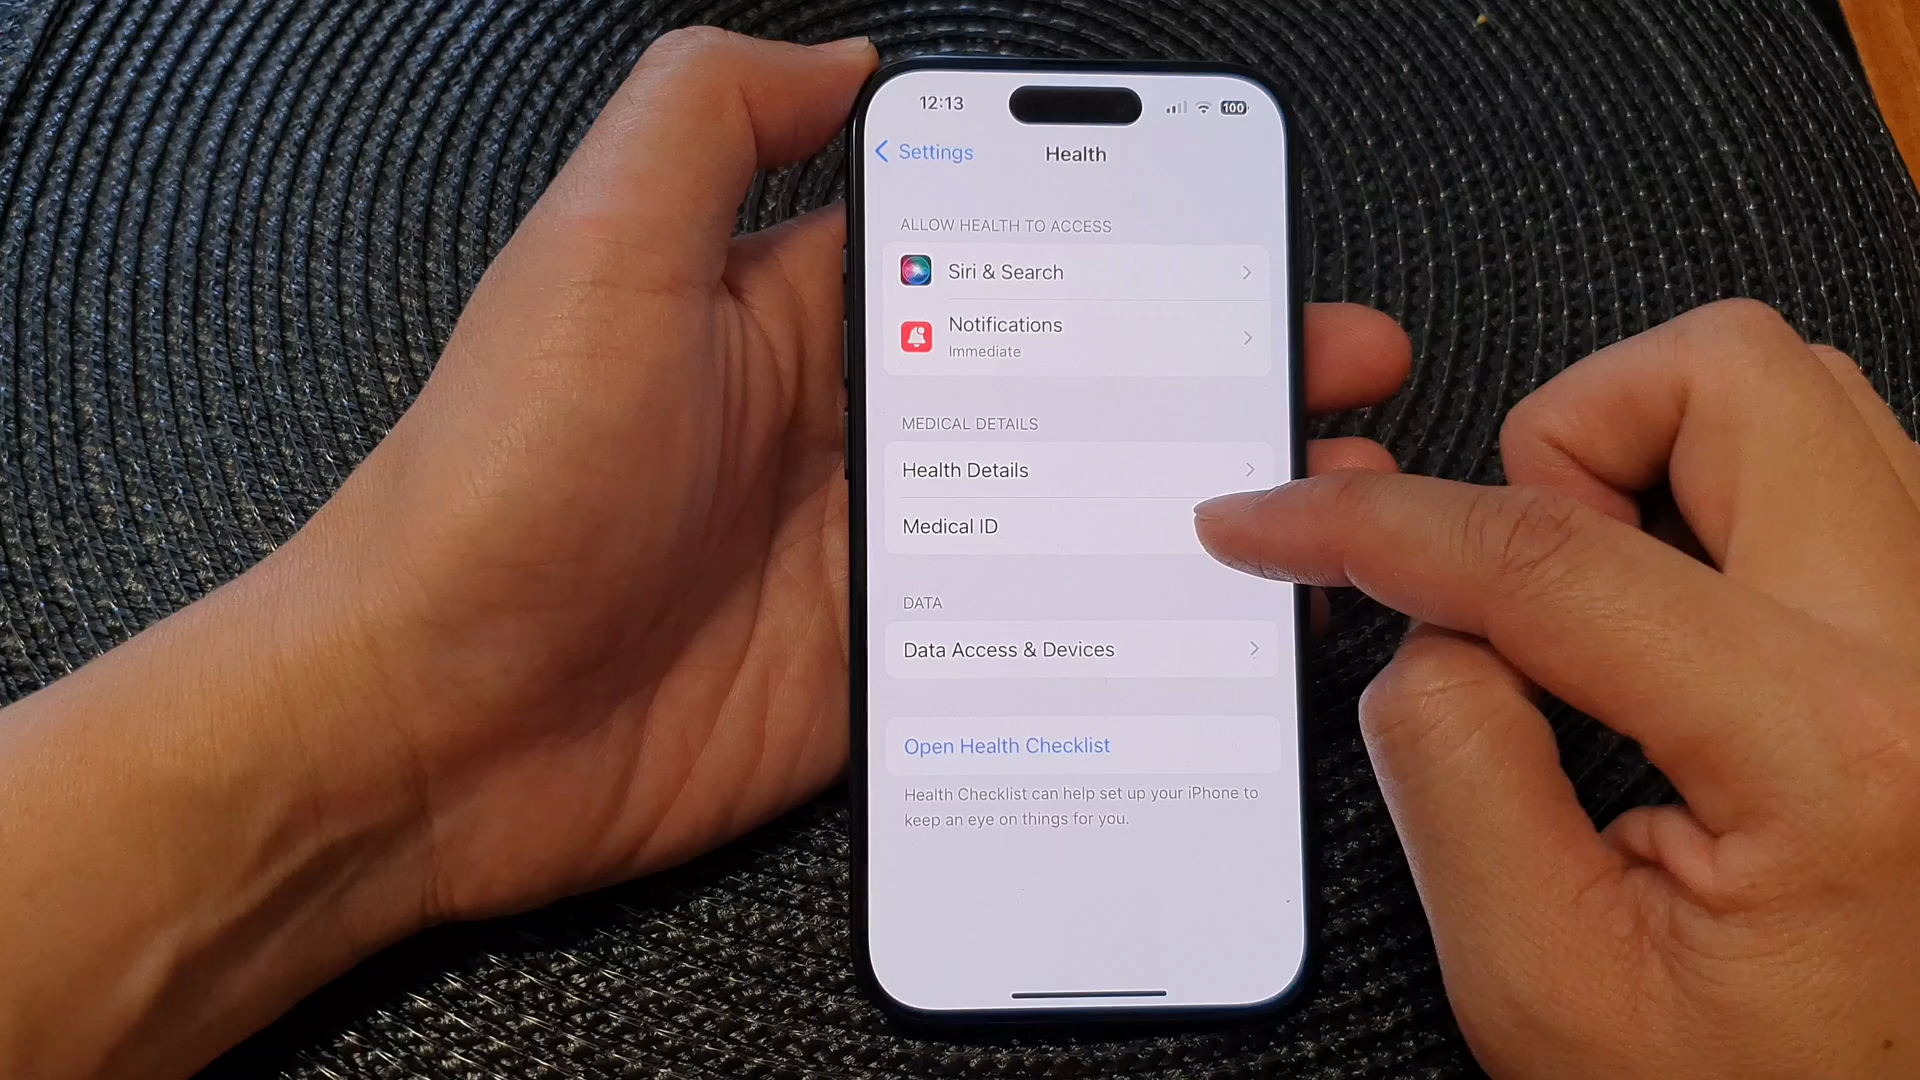 12:13
100
Settings
Health
ALLOW HEALTH TO ACCESS
Siri & Search
Notifications
Immediate
MEDICAL DETAILS
Health Details
Medical ID
DATA
Data Access & Devices
Open Health Checklist
Health Checklist can help set up your iPhone to
keep an eye on things for you.